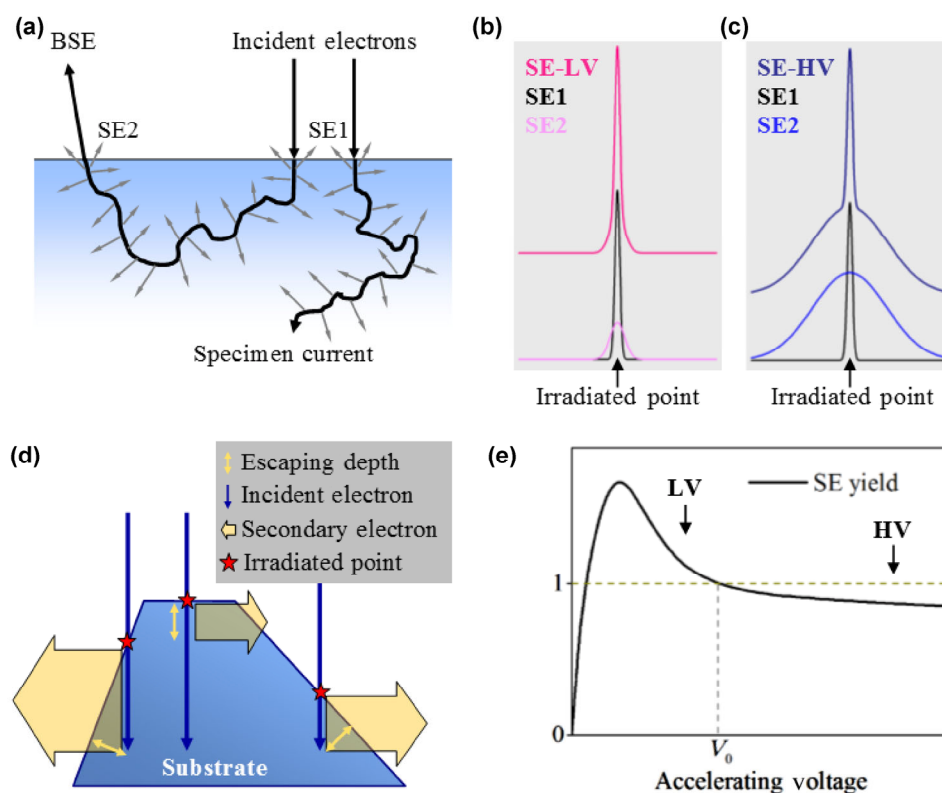 (a)
BSE
Incident electrons
SE2
SE1
Specimen current
(b)
SE-LV
SE1
SE2
Irradiated point
(c)
SE-HV
SE1
SE2
Irradiated point
(d)
Escaping depth
Incident electron
Secondary electron
Irradiated point
Substrate
(e)
SE yield
LV
HV
1
0
V0
Accelerating voltage